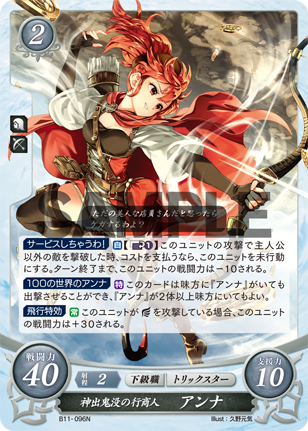 2
SAMPLE
ただの美人な店員さんだと思ったら、
ケガするわよ?
サービスしちゃうわ! 自 【 1】このユニットの攻撃で主人公
以外の敵を撃破した時、コストを支払うなら、このユニットを未行動
にする。ターン終了まで、このユニットの戦闘力は-10される。
100の世界のアンナ 特 このカードは味方に『アンナ』がいても
出撃させることができ、『アンナ』が2体以上味方にいてもよい。
飛行特効 常 このユニットが を攻撃している場合、このユニット
の戦闘力は+30される。
戦闘力
40
射程
2
下級職
トリックスター
支援力
10
神出鬼没の行商人 アンナ
B11-096N
Illust:久野元気